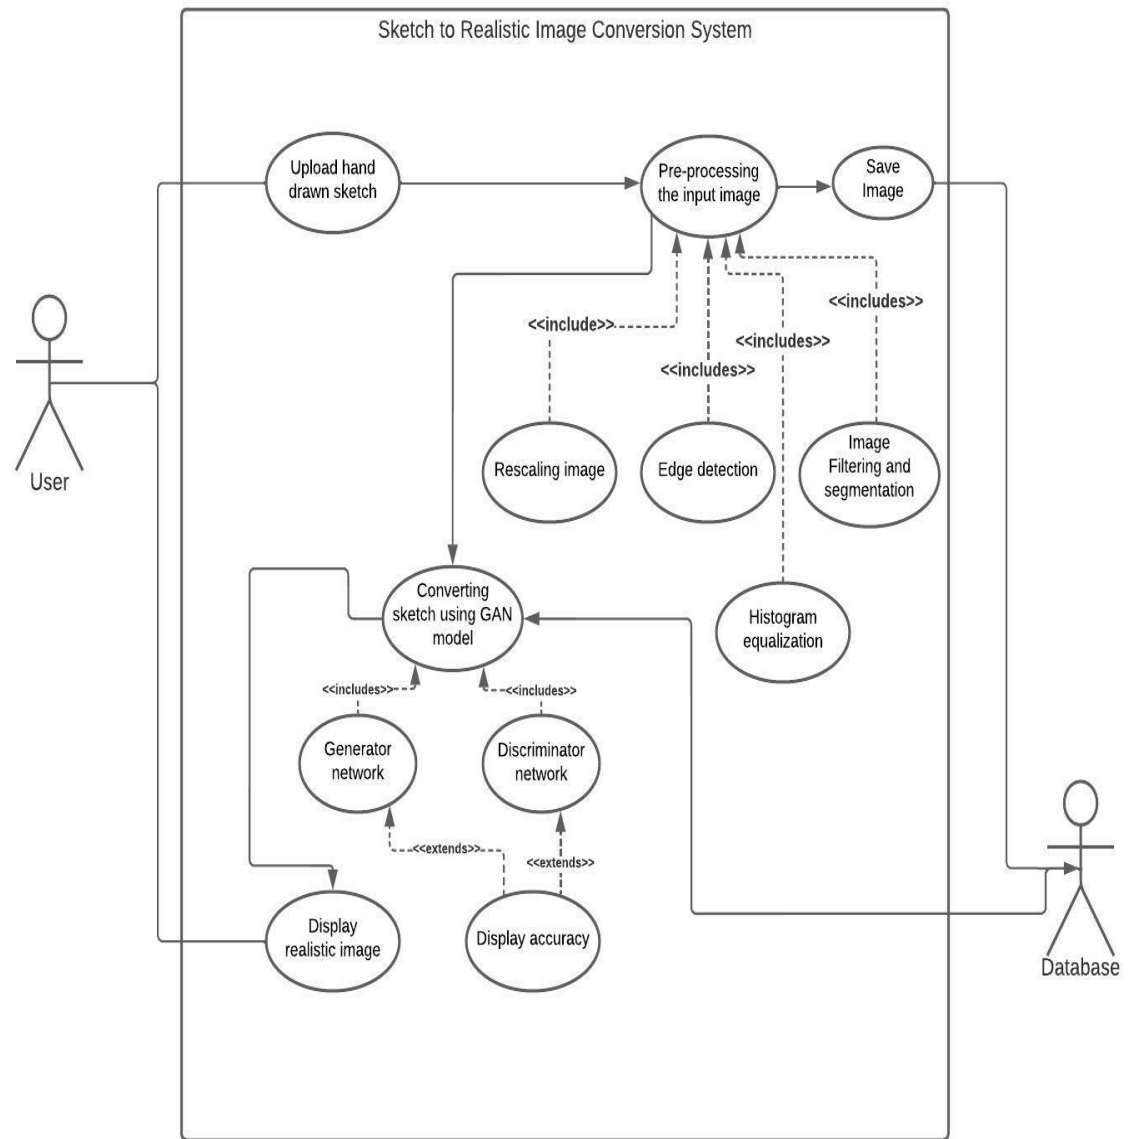 Sketch to Realistic Image Conversion System
Upload hand
drawn sketch
Pre-processing
the input image
Save
Image
<<includes>>
<<include>>
<<includes>>
<<includes>>
User
Rescaling image
Edge detection
Image
Filtering and
segmentation
Converting
sketch using GAN
model
Histogram
equalization
<<includes>>
<<includes>>
Generator
network
Discriminator
network
<<extends>>
<<extends>>
Display
realistic image
Display accuracy
Database